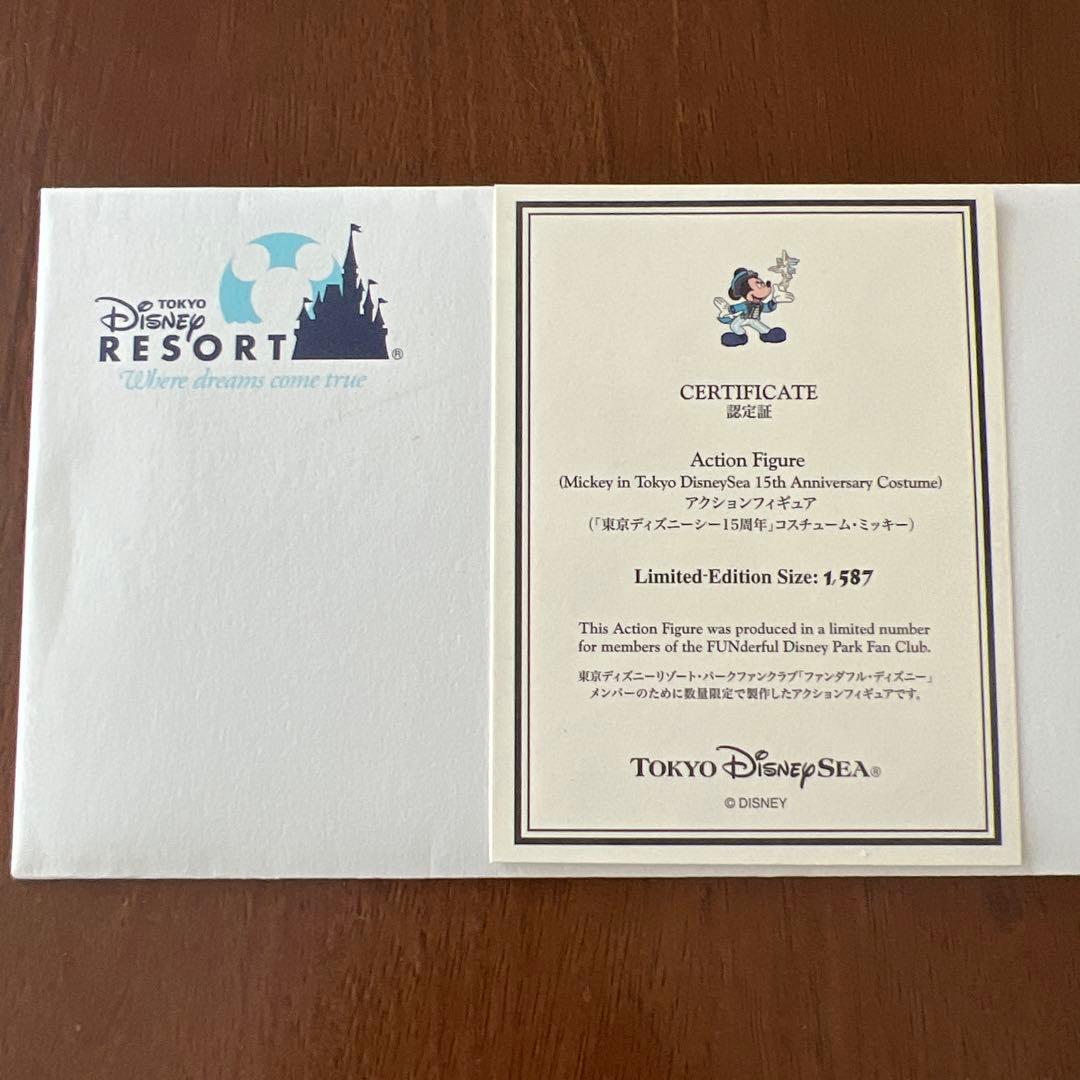 TOKYO
Disney
RESORT®
Where dreams come true
CERTIFICATE
認定証
Action Figure
(Mickey in Tokyo DisneySea 15th Anniversary Costume)
アクションフィギュア
(「東京ディズニーシー15周年」コスチューム・ミッキー)
Limited-Edition Size: 1,587
This Action Figure was produced in a limited number
for members of the FUNderful Disney Park Fan Club.
東京ディズニーリゾート・パークファンクラブ「ファンダフル・ディズニー」
メンバーのために数量限定で製作したアクションフィギュアです。
TOKYO DISNEYSEA®
© DISNEY